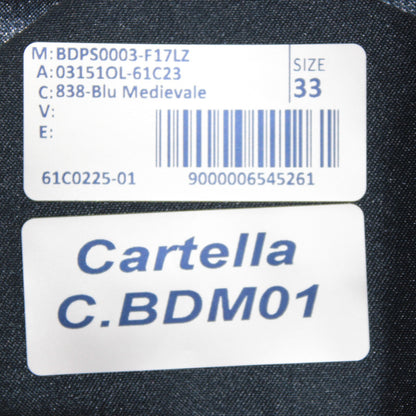 M: BDPS0003-F17LZ
A: 03151OL-61C23
C: 838-Blu Medievale
V:
E:
SIZE
33
61C0225-01
9000006545261
Cartella
C.BDM01